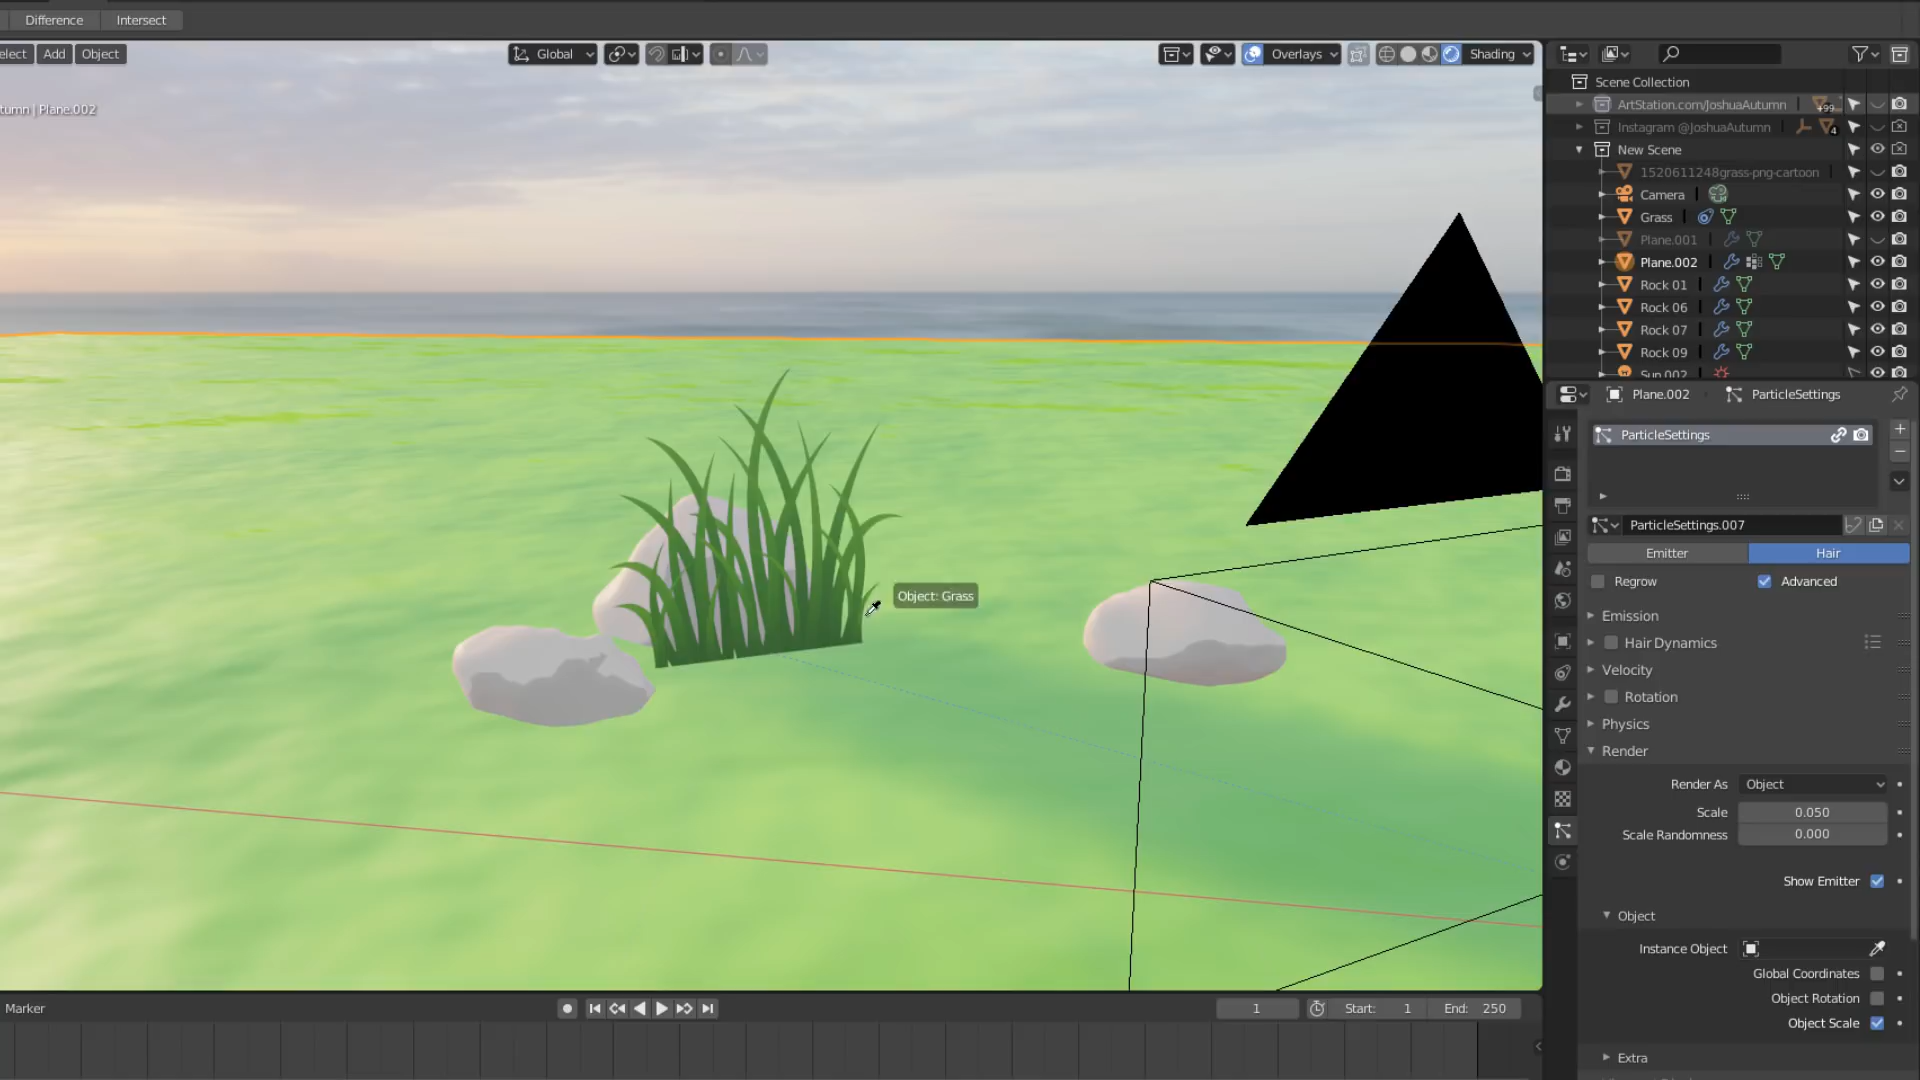 Difference Intersect
elect Add Object Global Overlays Shading
tumn | Plane.002
Scene Collection
ArtStation.com/JoshuaAutumn +99
Instagram @JoshuaAutumn 4
New Scene
1520611248grass-png-cartoon
Camera
Grass
Plane.001
Plane.002
Rock 01
Rock 06
Rock 07
Rock 09
Sun.002
Plane.002 ParticleSettings
ParticleSettings
ParticleSettings.007
Emitter Hair
Regrow Advanced
Emission
Hair Dynamics
Velocity
Rotation
Physics
Render
Render As Object
Scale 0.050
Scale Randomness 0.000
Show Emitter
Object
Instance Object
Global Coordinates
Object Rotation
Object Scale
Extra
Object: Grass
Marker 1 Start: 1 End: 250